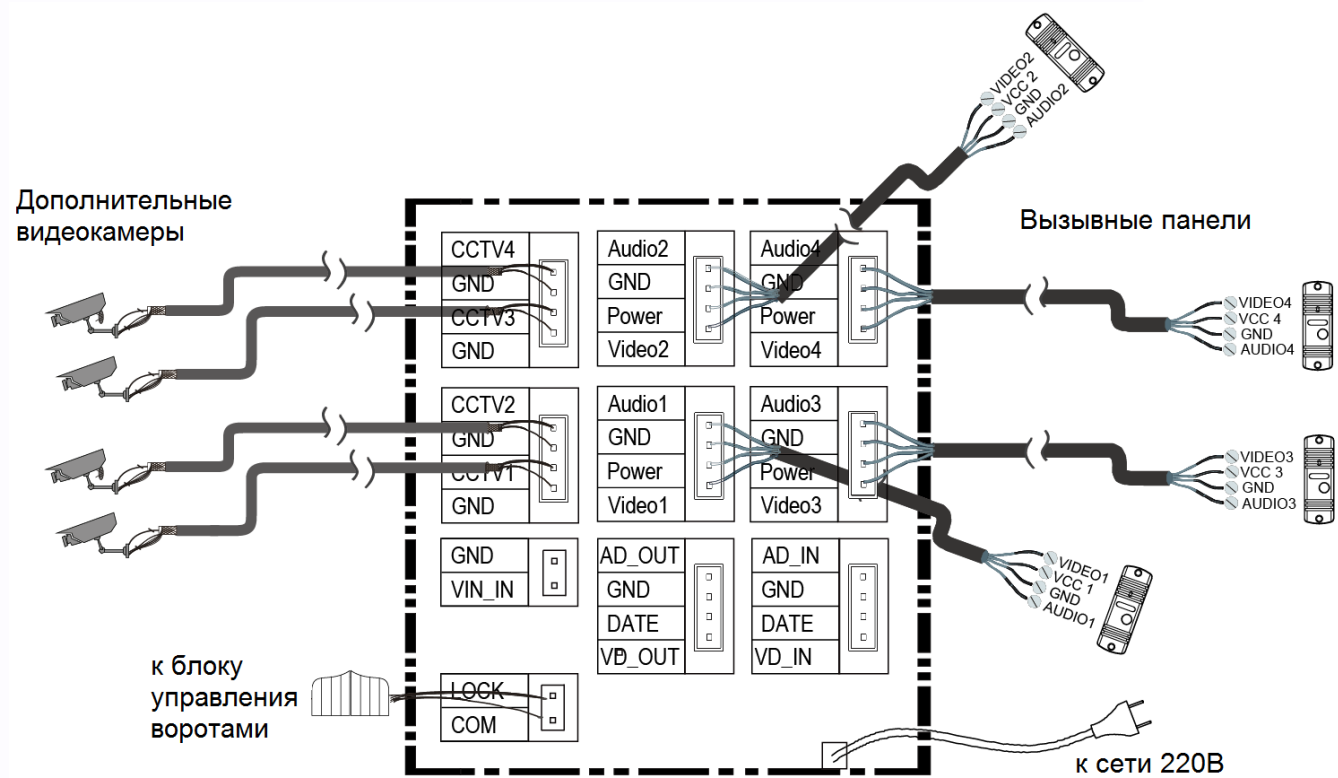 VIDEO2
VCC 2
GND
AUDIO2
Дополнительные
видеокамеры
Вызывные панели
CCTV4
GND
CCTV3
GND
Audio2
GND
Power
Video2
Audio4
GND
Power
Video4
VIDEO4
VCC 4
GND
AUDIO4
CCTV2
GND
CCTV1
GND
Audio1
GND
Power
Video1
Audio3
GND
Power
Video3
VIDEO3
VCC 3
GND
AUDIO3
GND
VIN_IN
AD_OUT
GND
DATE
VD_OUT
AD_IN
GND
DATE
VD_IN
VIDEO1
VCC 1
GND
AUDIO1
к блоку
управления
воротами
LOCK
COM
к сети 220В